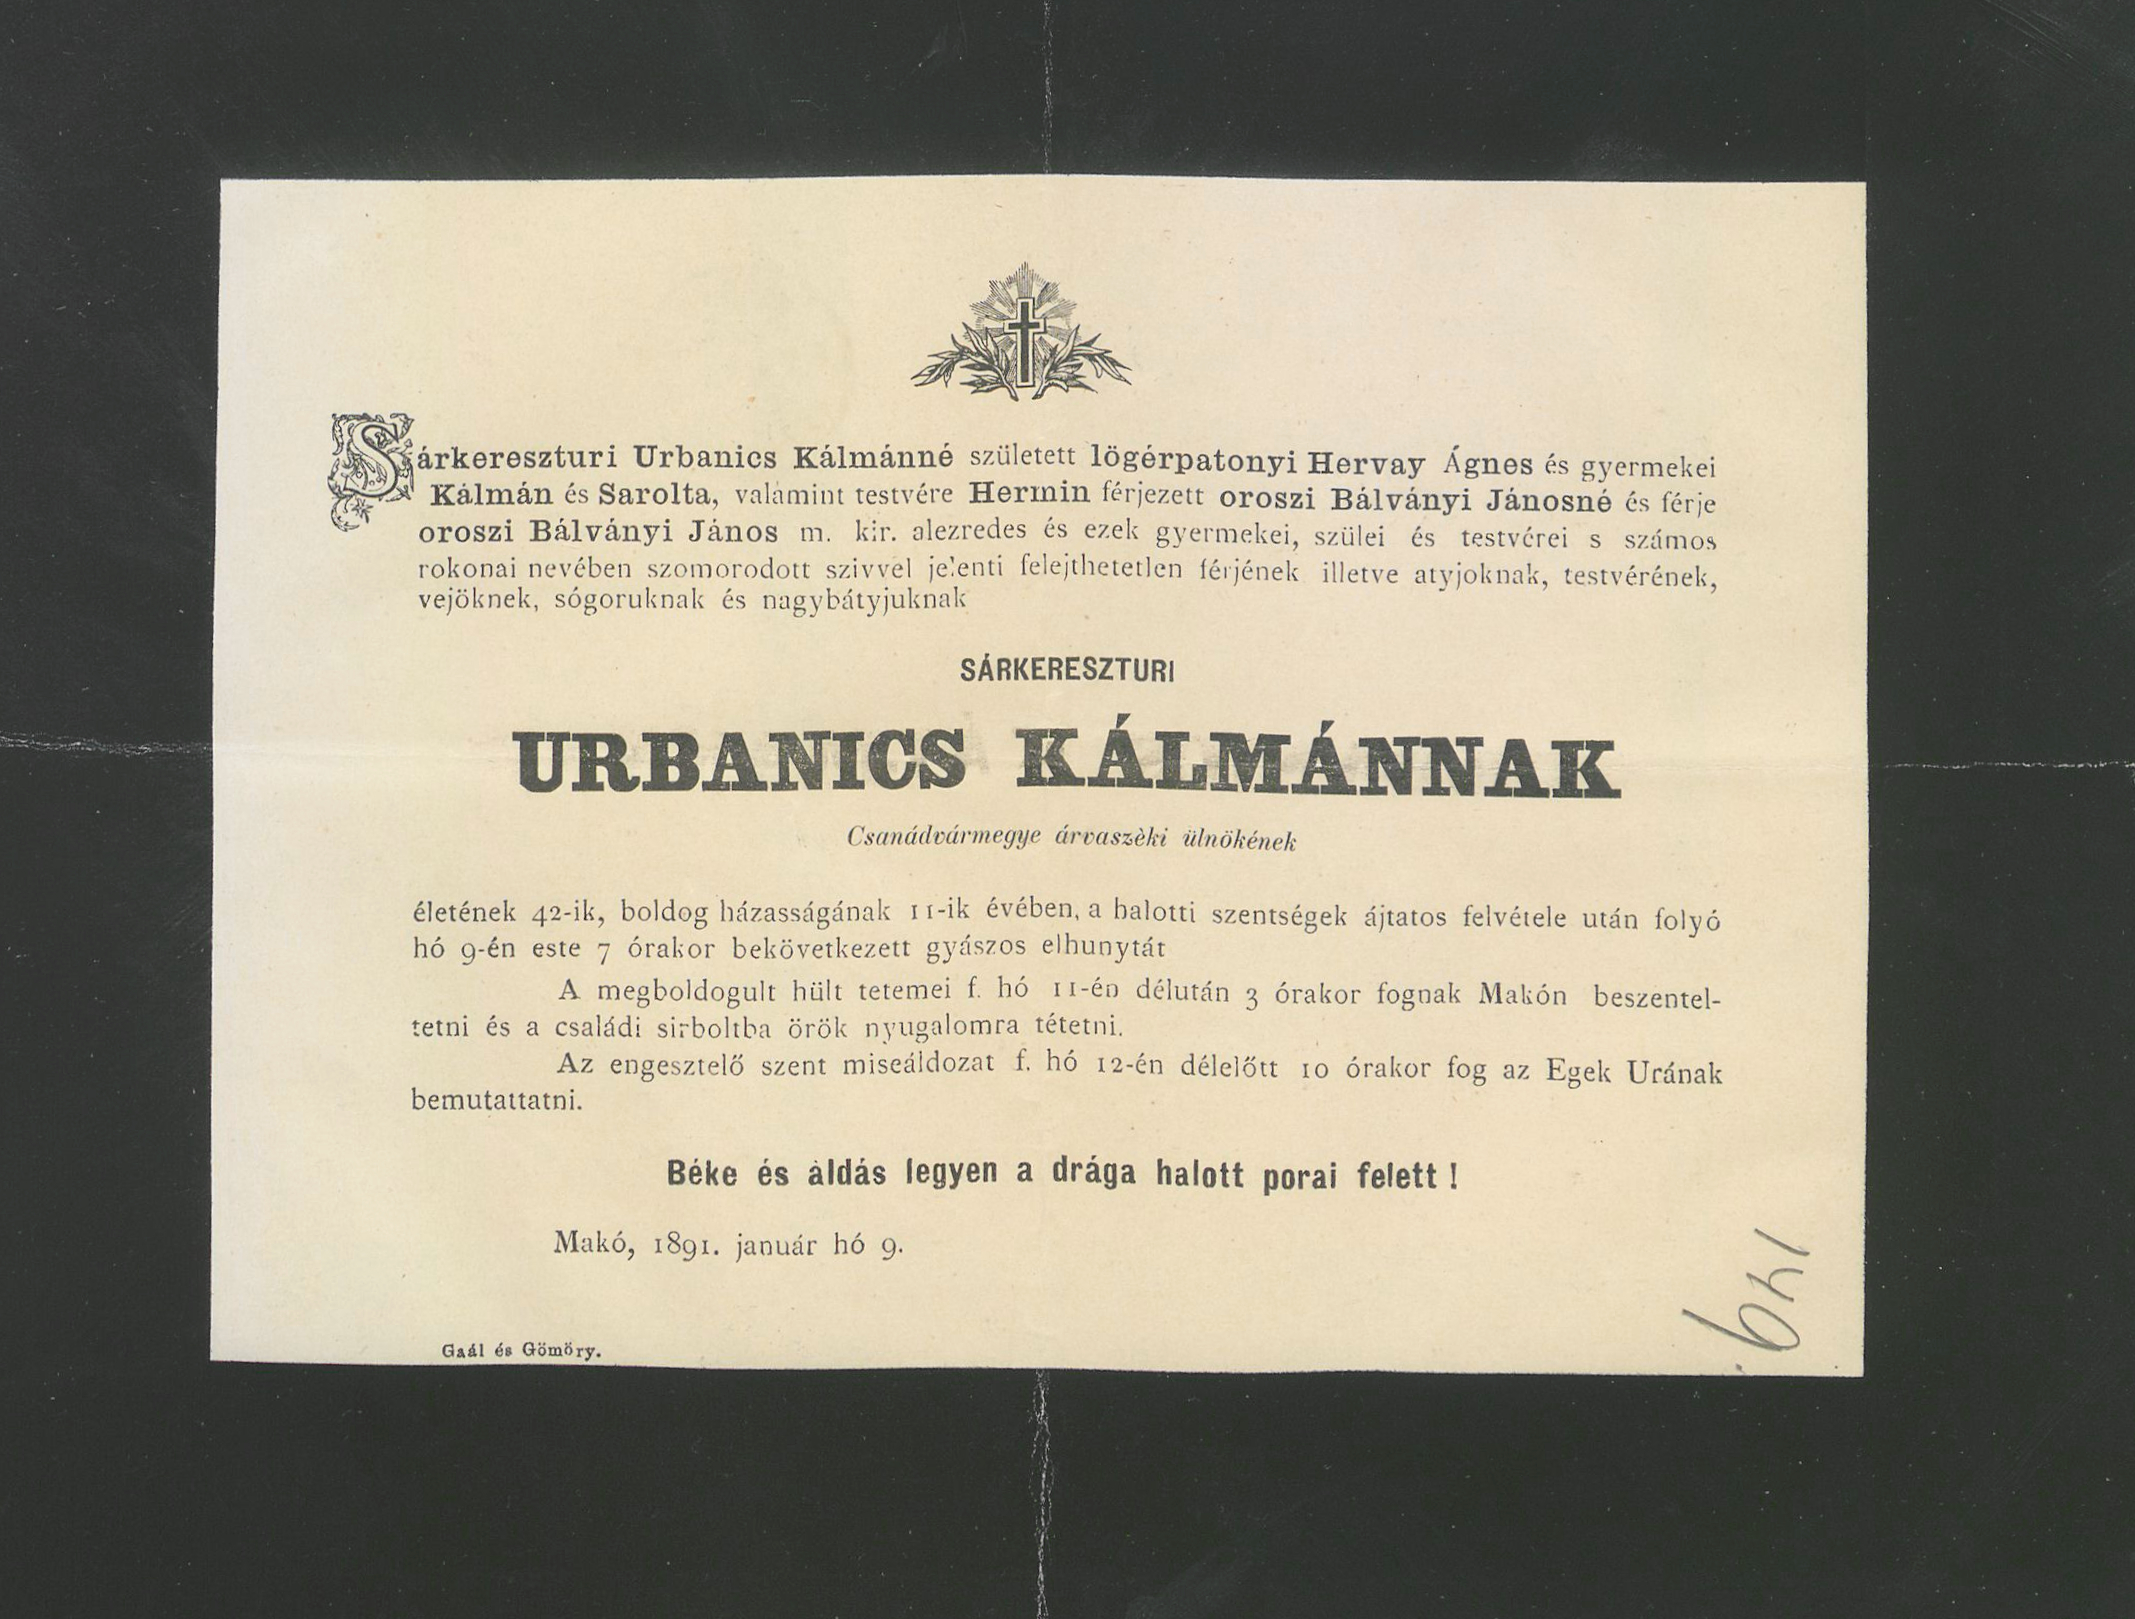 Sárkereszturi Urbanics Kálmánné született lögérpatonyi Hervay Ágnes és gyermekei
Kálmán és Sarolta, valamint testvére Hermin férjezett oroszi Bálványi Jánosné és férje
oroszi Bálványi János m. kir. alezredes és ezek gyermekei, szülei és testvérei s számos
rokonai nevében szomorodott szivvel jelenti felejthetetlen férjének illetve atyjoknak, testvérének,
vejöknek, sógoruknak és nagybátyjuknak
SÁRKERESZTURI
URBANICS KÁLMÁNNAK
Csanádvármegye árvaszèki ülnökének
életének 42-ik, boldog házasságának 11-ik évében, a halotti szentségek ájtatos felvétele után folyó
hó 9-én este 7 órakor bekövetkezett gyászos elhunytát
A megboldogult hült tetemei f. hó 11-én délután 3 órakor fognak Makón beszentel-
tetni és a családi sirboltba örök nyugalomra tétetni.
Az engesztelő szent miseáldozat f. hó 12-én délelőtt 10 órakor fog az Egek Urának
bemutattatni.
Béke és àldás legyen a drága halott porai felett !
Makó, 1891. január hó 9.
Gaál és Gömöry.
149.